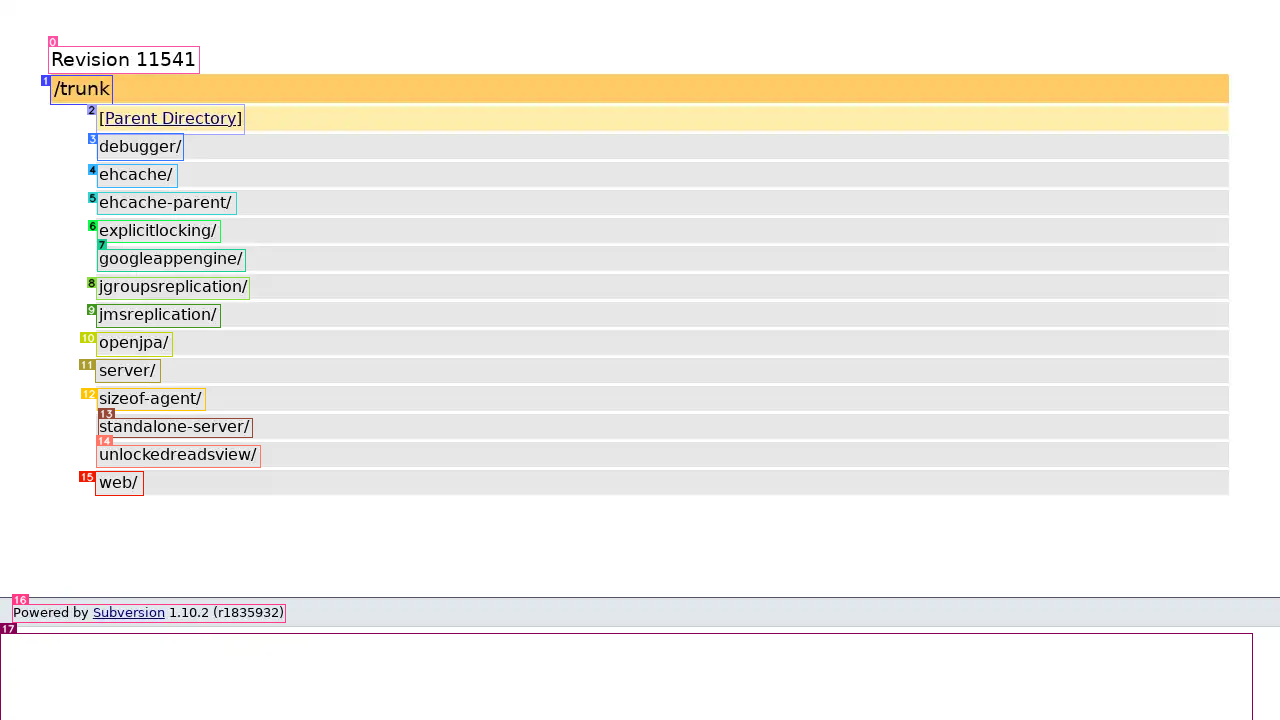 Revision 11541
/trunk
[Parent Directory]
debugger/
ehcache/
ehcache-parent/
explicitlocking/
googleappengine/
jgroupsreplication/
jmsreplication/
openjpa/
server/
sizeof-agent/
standalone-server/
unlockedreadsview/
web/
Powered by Subversion 1.10.2 (r1835932)
0
1
2
3
4
5
6
7
8
9
10
11
12
13
14
15
16
17